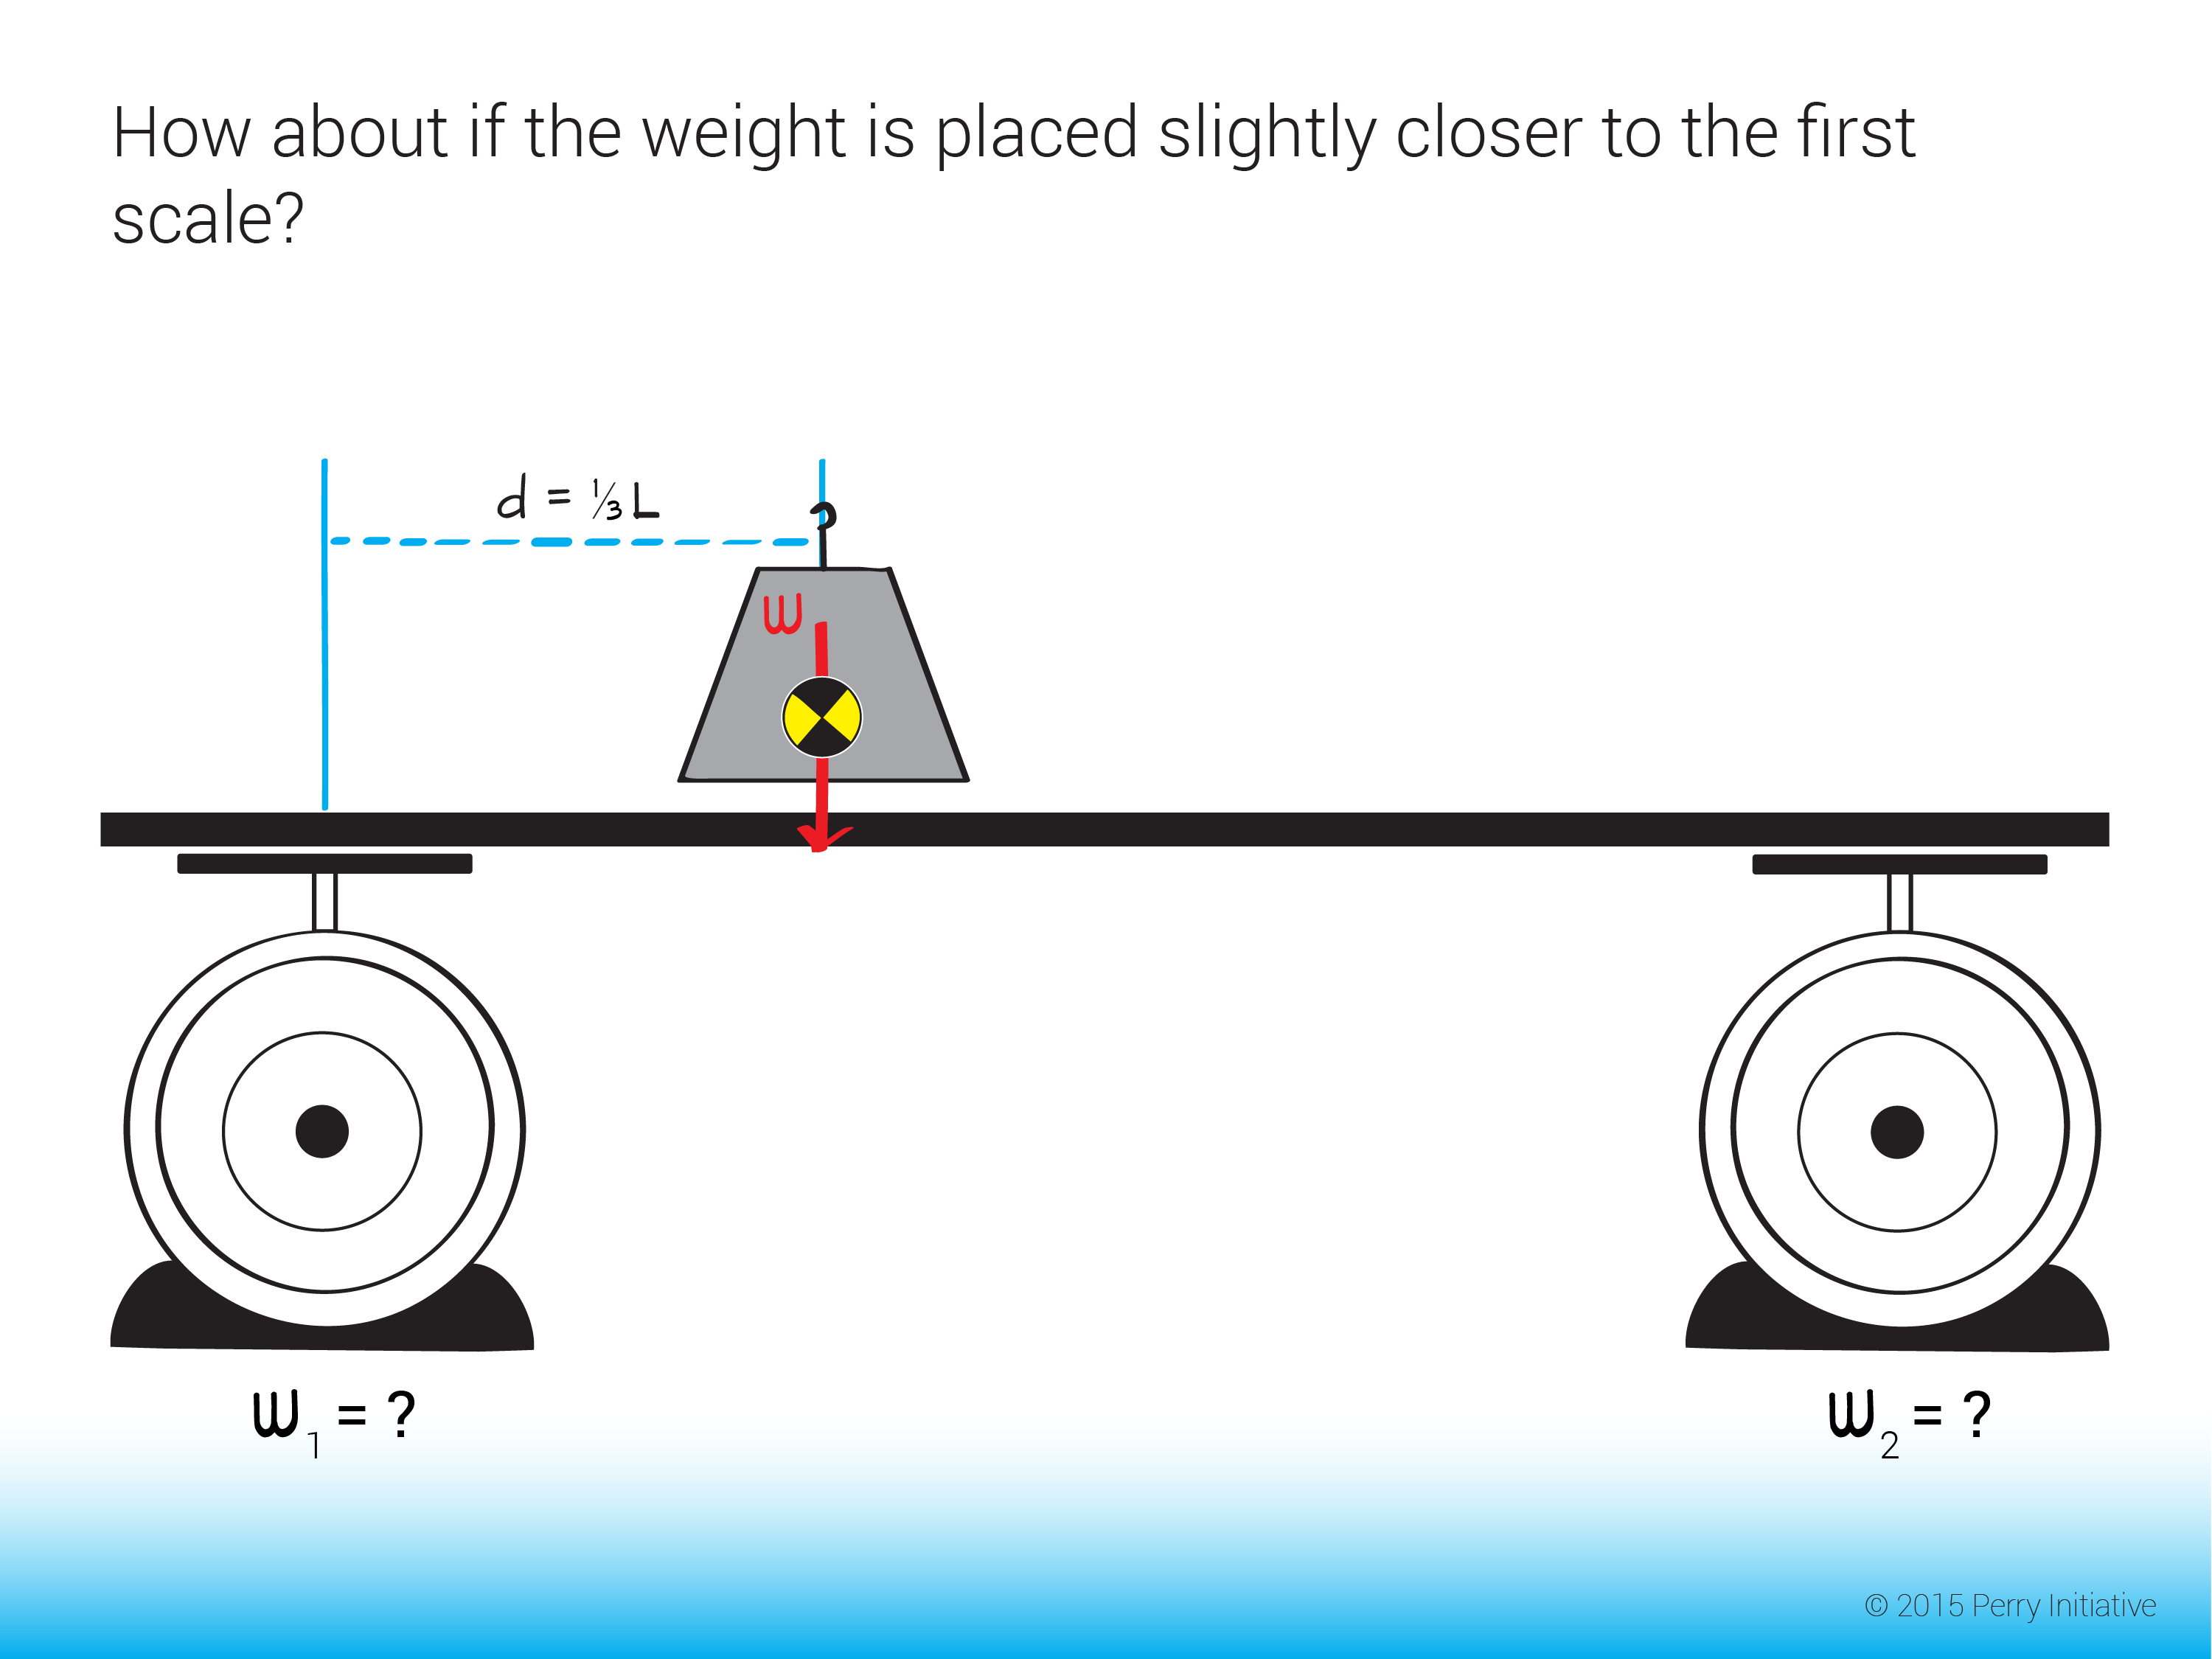 How about if the weight is placed slightly closer to the first
scale?
d = ⅓ L
W
W₁ = ?
W₂ = ?
© 2015 Perry Initiative